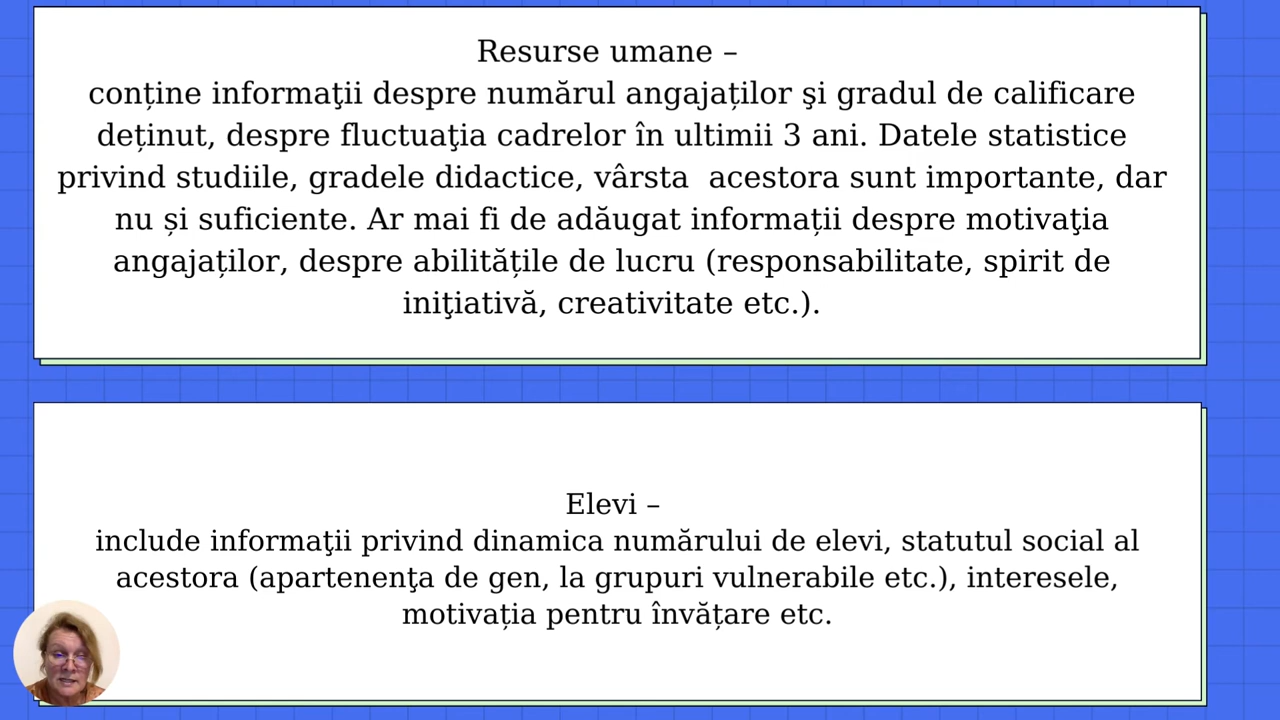 Resurse umane –
conține informaţii despre numărul angajaților şi gradul de calificare
deținut, despre fluctuaţia cadrelor în ultimii 3 ani. Datele statistice
privind studiile, gradele didactice, vârsta  acestora sunt importante, dar
nu și suficiente. Ar mai fi de adăugat informații despre motivaţia
angajaților, despre abilitățile de lucru (responsabilitate, spirit de
iniţiativă, creativitate etc.).
Elevi –
include informaţii privind dinamica numărului de elevi, statutul social al
acestora (apartenenţa de gen, la grupuri vulnerabile etc.), interesele,
motivația pentru învățare etc.